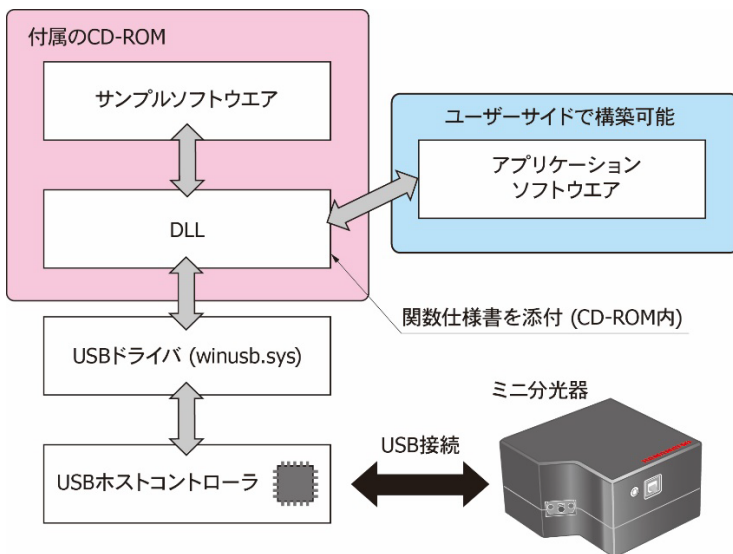 付属のCD-ROM
サンプルソフトウエア
ユーザーサイドで構築可能
アプリケーション
ソフトウエア
DLL
関数仕様書を添付 (CD-ROM内)
USBドライバ (winusb.sys)
ミニ分光器
USB接続
USBホストコントローラ